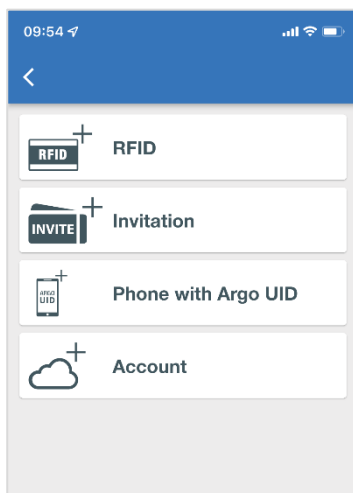 09:54
RFID
RFID
INVITE
Invitation
ARGO
UID
Phone with Argo UID
Account